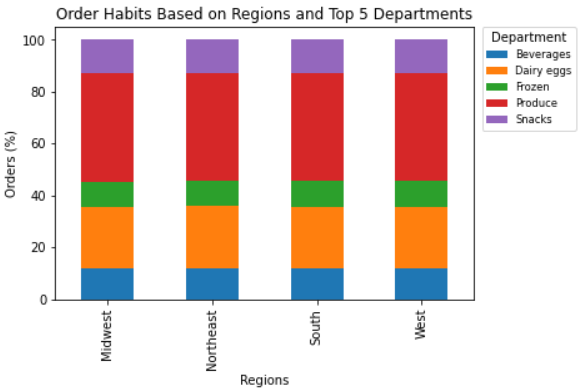 Order Habits Based on Regions and Top 5 Departments
Orders (%)
100
80
60
40
20
0
Midwest
Northeast
South
West
Regions
Department
Beverages
Dairy eggs
Frozen
Produce
Snacks